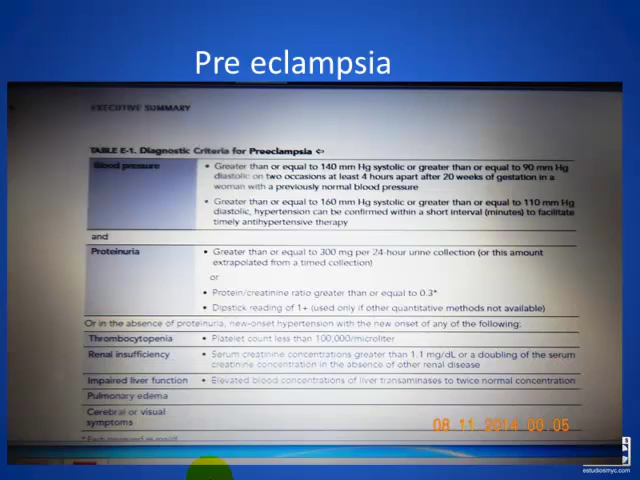 Pre eclampsia
EXECUTIVE SUMMARY
TABLE E-1. Diagnostic Criteria for Preeclampsia
Blood pressure
• Greater than or equal to 140 mm Hg systolic or greater than or equal to 90 mm Hg
diastolic on two occasions at least 4 hours apart after 20 weeks of gestation in a
woman with a previously normal blood pressure
• Greater than or equal to 160 mm Hg systolic or greater than or equal to 110 mm Hg
diastolic, hypertension can be confirmed within a short interval (minutes) to facilitate
timely antihypertensive therapy
and
Proteinuria
• Greater than or equal to 300 mg per 24-hour urine collection (or this amount
extrapolated from a timed collection)
or
• Protein/creatinine ratio greater than or equal to 0.3*
• Dipstick reading of 1+ (used only if other quantitative methods not available)
Or in the absence of proteinuria, new-onset hypertension with the new onset of any of the following:
Thrombocytopenia • Platelet count less than 100,000/microliter
Renal insufficiency • Serum creatinine concentrations greater than 1.1 mg/dL or a doubling of the serum
creatinine concentration in the absence of other renal disease
Impaired liver function • Elevated blood concentrations of liver transaminases to twice normal concentration
Pulmonary edema
Cerebral or visual
symptoms
08 11 2014 00 05
* Each measured as mg/dL
estudiosmyc.com